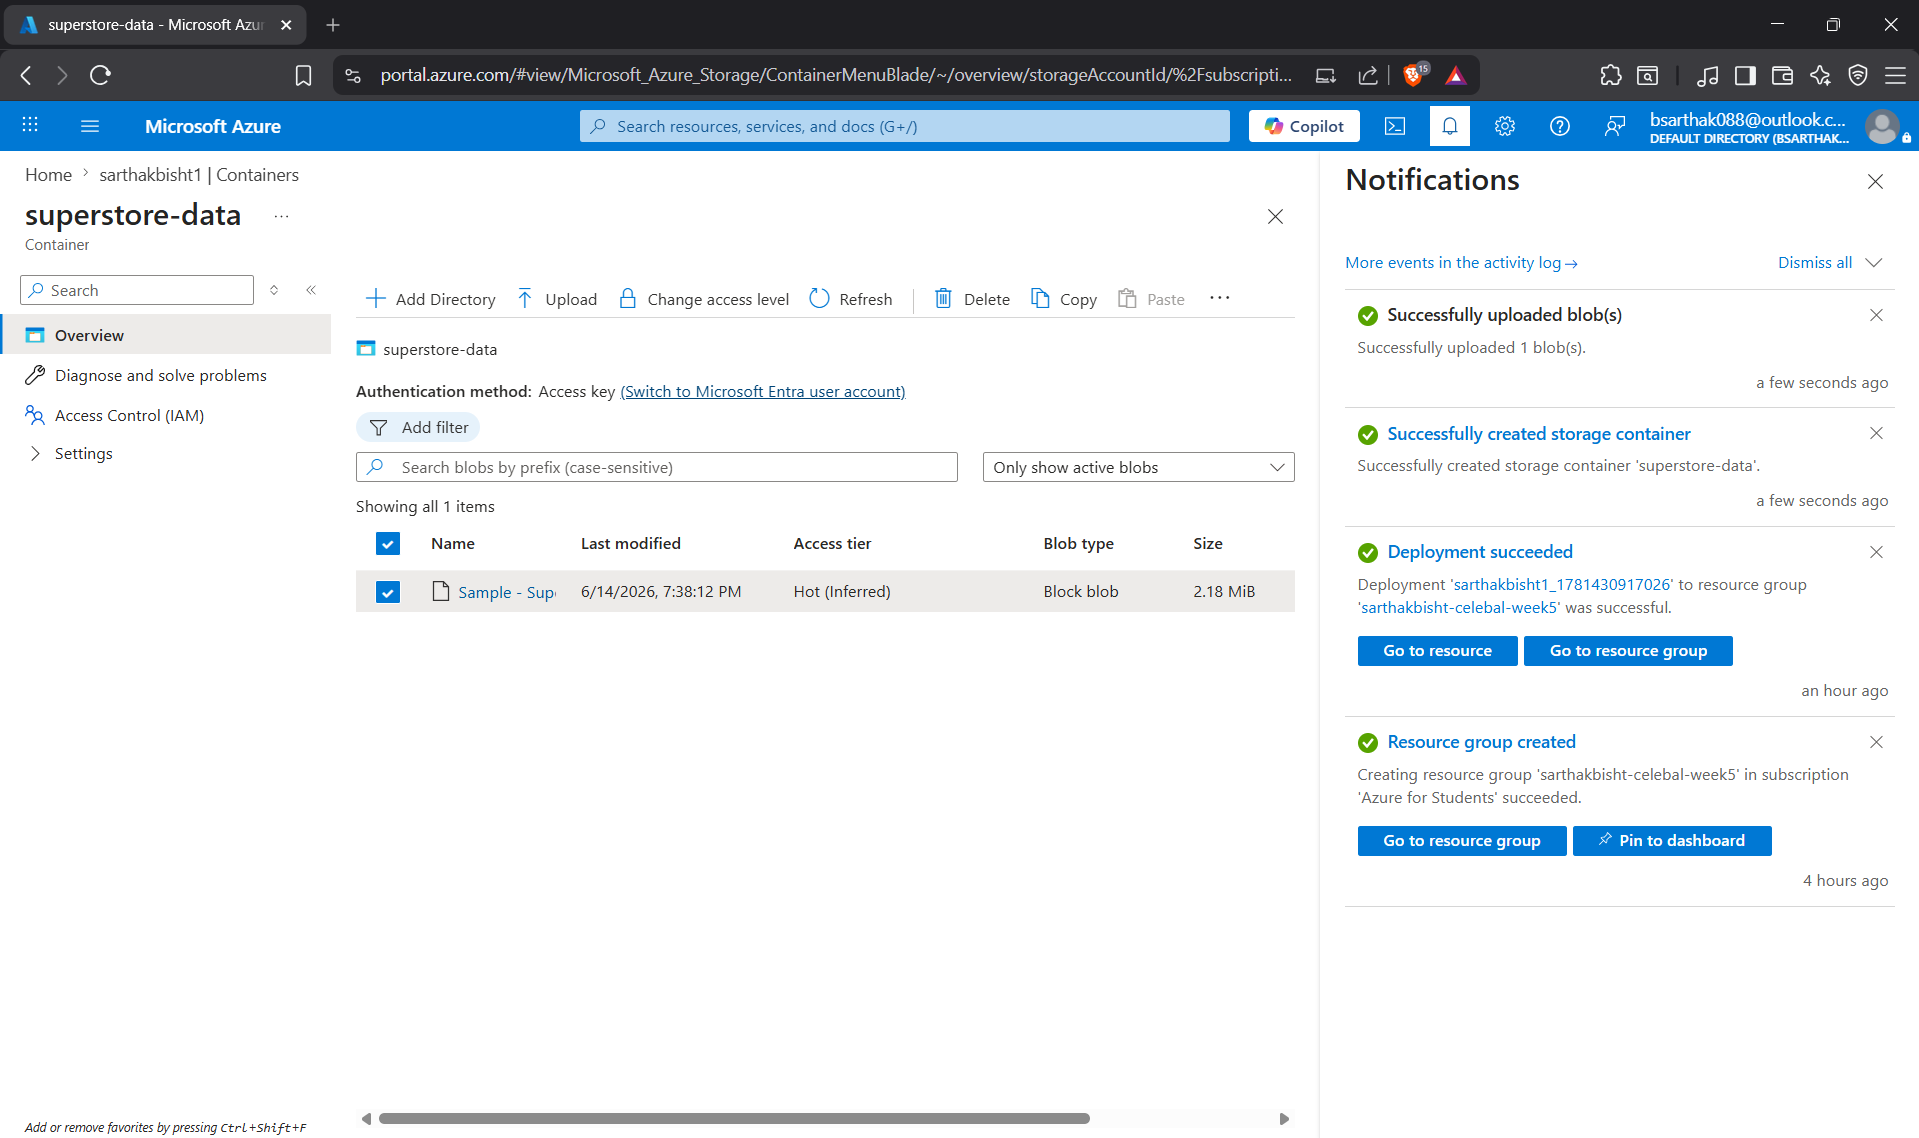 superstore-data - Microsoft Azu
portal.azure.com/#view/Microsoft_Azure_Storage/ContainerMenuBlade/~/overview/storageAccountId/%2Fsubscripti...
15
Microsoft Azure
Search resources, services, and docs (G+/)
Copilot
bsarthak088@outlook.c...
DEFAULT DIRECTORY (BSARTHAK...
Home > sarthakbisht1 | Containers
superstore-data ...
Container
Search
Overview
Diagnose and solve problems
Access Control (IAM)
Settings
Add or remove favorites by pressing Ctrl+Shift+F
Add Directory Upload Change access level Refresh Delete Copy Paste ...
superstore-data
Authentication method: Access key (Switch to Microsoft Entra user account)
Add filter
Search blobs by prefix (case-sensitive) Only show active blobs
Showing all 1 items
Name Last modified Access tier Blob type Size
Sample - Sup 6/14/2026, 7:38:12 PM Hot (Inferred) Block blob 2.18 MiB
Notifications
More events in the activity log → Dismiss all
Successfully uploaded blob(s)
Successfully uploaded 1 blob(s).
a few seconds ago
Successfully created storage container
Successfully created storage container 'superstore-data'.
a few seconds ago
Deployment succeeded
Deployment 'sarthakbisht1_1781430917026' to resource group
'sarthakbisht-celebal-week5' was successful.
Go to resource Go to resource group
an hour ago
Resource group created
Creating resource group 'sarthakbisht-celebal-week5' in subscription
'Azure for Students' succeeded.
Go to resource group Pin to dashboard
4 hours ago